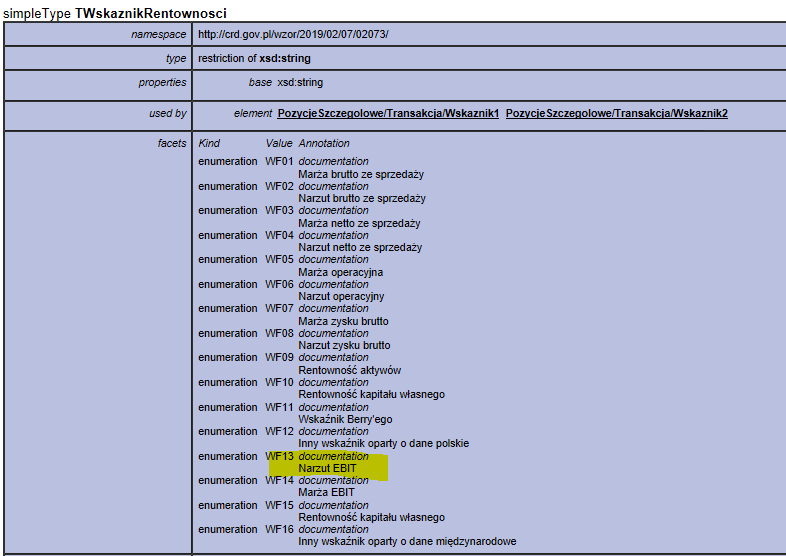 simpleType TWskaznikRentownosci
namespace http://crd.gov.pl/wzor/2019/02/07/02073/
type restriction of xsd:string
properties base xsd:string
used by element PozycjeSzczegolowe/Transakcja/Wskaznik1 PozycjeSzczegolowe/Transakcja/Wskaznik2
facets Kind Value Annotation
enumeration WF01 documentation
Marża brutto ze sprzedaży
enumeration WF02 documentation
Narzut brutto ze sprzedaży
enumeration WF03 documentation
Marża netto ze sprzedaży
enumeration WF04 documentation
Narzut netto ze sprzedaży
enumeration WF05 documentation
Marża operacyjna
enumeration WF06 documentation
Narzut operacyjny
enumeration WF07 documentation
Marża zysku brutto
enumeration WF08 documentation
Narzut zysku brutto
enumeration WF09 documentation
Rentowność aktywów
enumeration WF10 documentation
Rentowność kapitału własnego
enumeration WF11 documentation
Wskaźnik Berry'ego
enumeration WF12 documentation
Inny wskaźnik oparty o dane polskie
enumeration WF13 documentation
Narzut EBIT
enumeration WF14 documentation
Marża EBIT
enumeration WF15 documentation
Rentowność kapitału własnego
enumeration WF16 documentation
Inny wskaźnik oparty o dane międzynarodowe